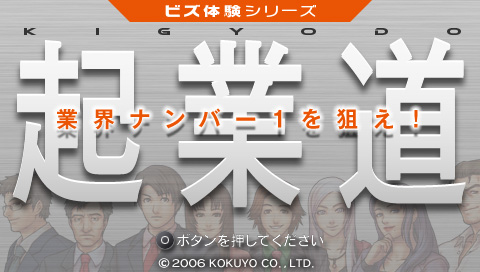 ビズ体験シリーズ
KIGYODO
起業道
業界ナンバー1を狙え!
○ ボタンを押してください
© 2006 KOKUYO CO., LTD.